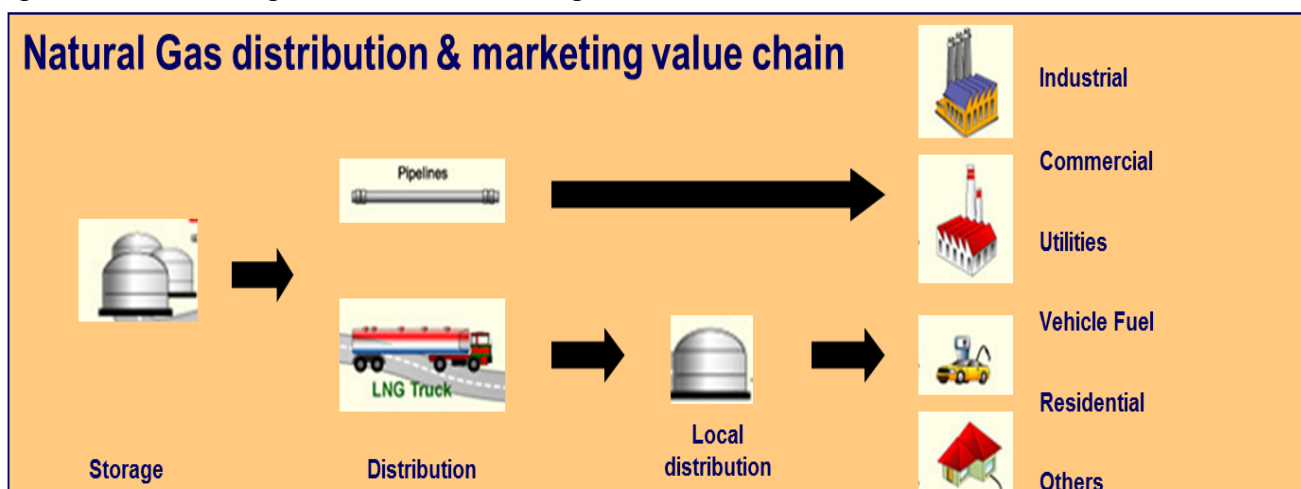 Natural Gas distribution & marketing value chain
Industrial
Pipelines
Commercial
Utilities
Vehicle Fuel
LNG Truck
Residential
Local
distribution
Storage
Distribution
Others